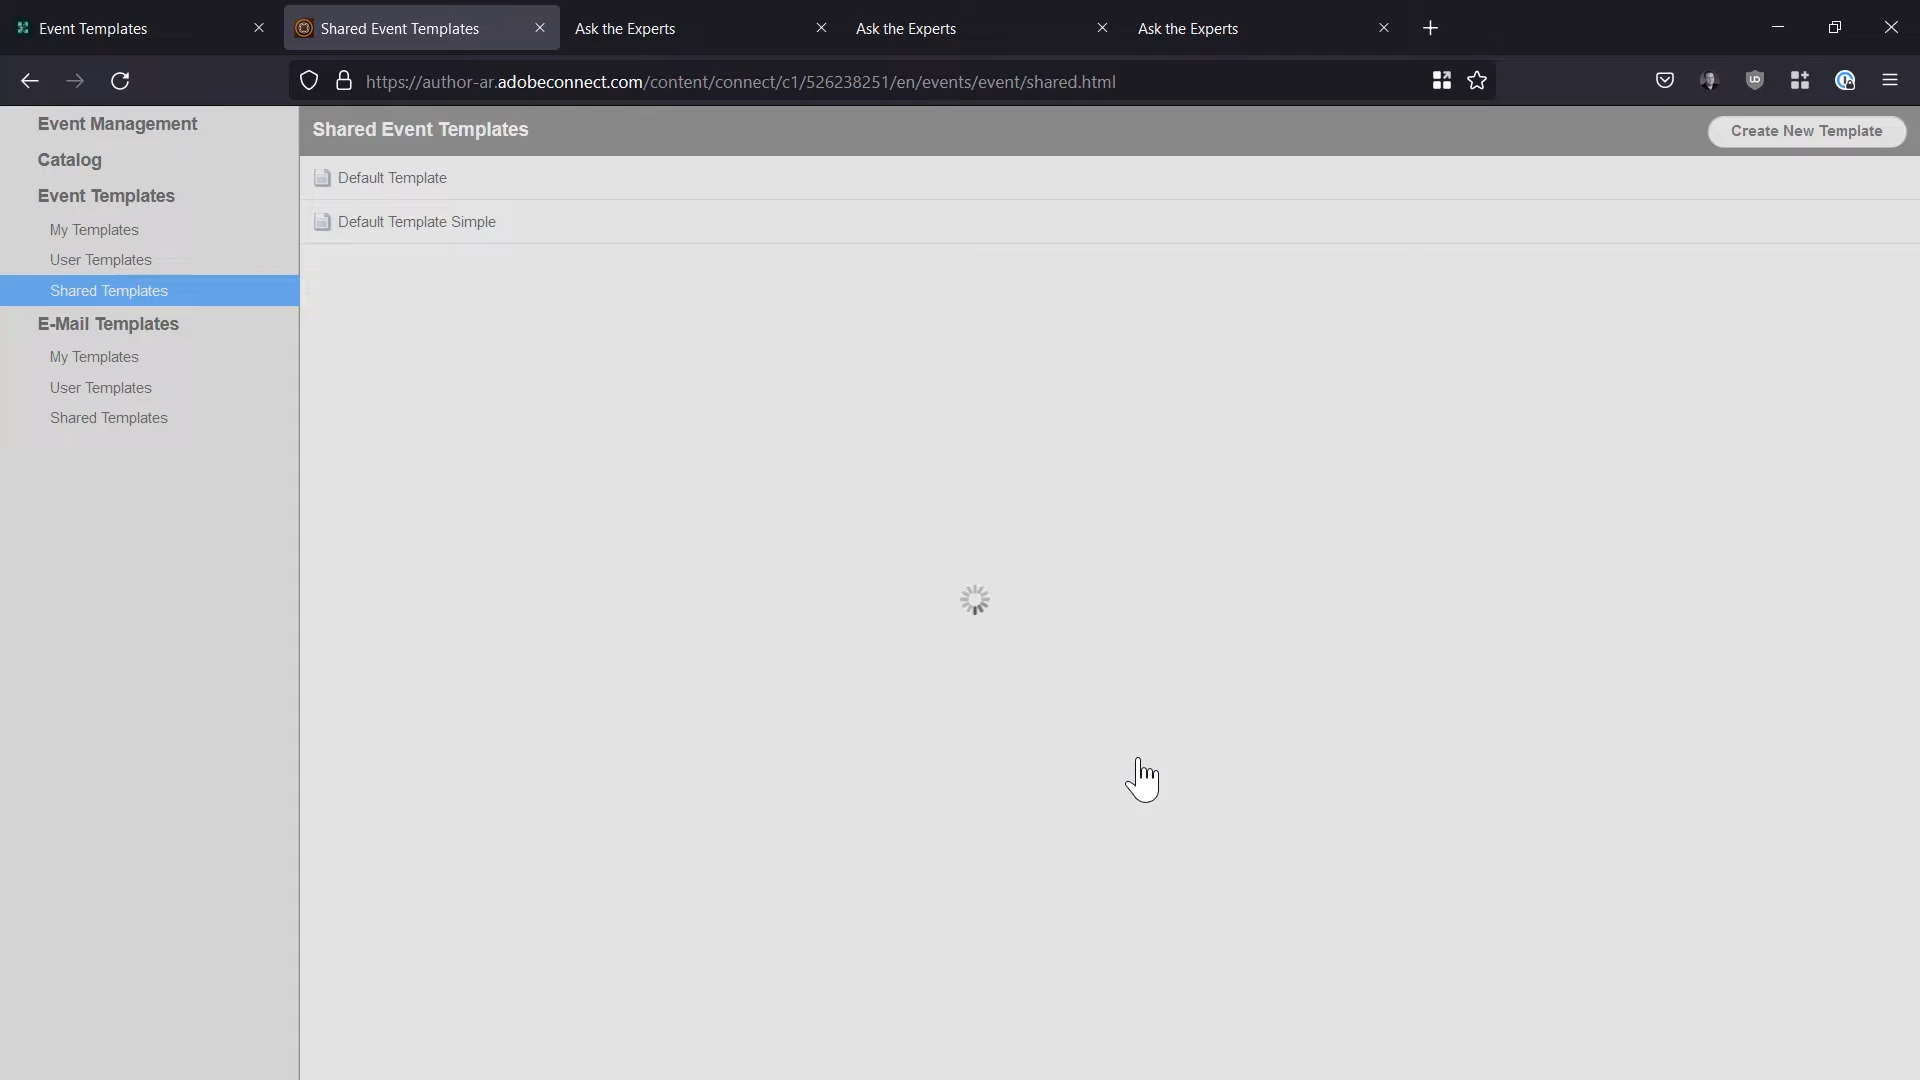 Event Templates
Shared Event Templates
Ask the Experts
Ask the Experts
Ask the Experts
https://author-ar.adobeconnect.com/content/connect/c1/526238251/en/events/event/shared.html
Event Management
Catalog
Event Templates
My Templates
User Templates
Shared Templates
E-Mail Templates
My Templates
User Templates
Shared Templates
Shared Event Templates
Create New Template
Default Template
Default Template Simple